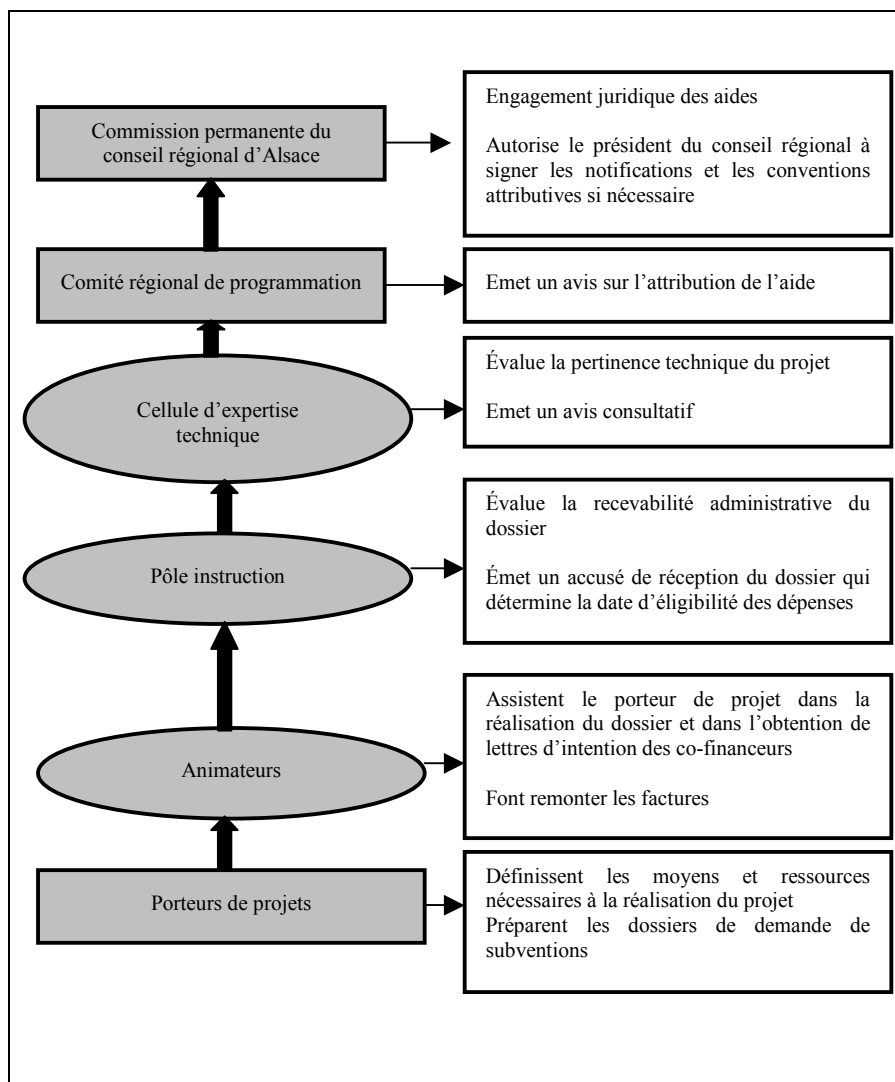 Commission permanente du
conseil régional d'Alsace
Engagement juridique des aides
Autorise le président du conseil régional à
signer les notifications et les conventions
attributives si nécessaire
Comité régional de programmation
Emet un avis sur l'attribution de l'aide
Cellule d'expertise
technique
Évalue la pertinence technique du projet
Emet un avis consultatif
Pôle instruction
Évalue la recevabilité administrative du
dossier
Émet un accusé de réception du dossier qui
détermine la date d'éligibilité des dépenses
Animateurs
Assistent le porteur de projet dans la
réalisation du dossier et dans l'obtention de
lettres d'intention des co-financeurs
Font remonter les factures
Porteurs de projets
Définissent les moyens et ressources
nécessaires à la réalisation du projet
Préparent les dossiers de demande de
subventions